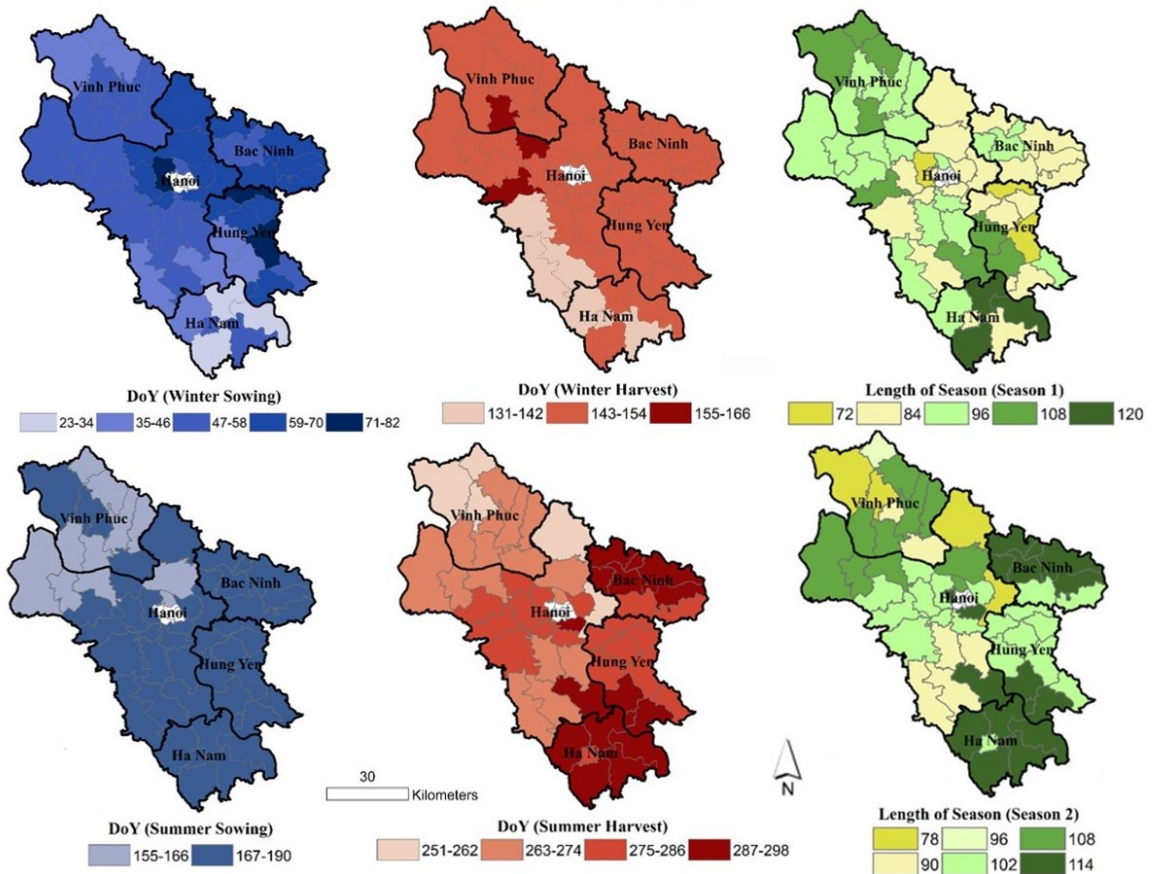 Vinh Phuc
Bac Ninh
Hanoi
Hung Yen
Ha Nam
DoY (Winter Sowing)
23-34 35-46 47-58 59-70 71-82
Vinh Phuc
Bac Ninh
Hanoi
Hung Yen
Ha Nam
DoY (Winter Harvest)
131-142 143-154 155-166
Vinh Phuc
Bac Ninh
Hanoi
Hung Yen
Ha Nam
Length of Season (Season 1)
72 84 96 108 120
Vinh Phuc
Bac Ninh
Hanoi
Hung Yen
Ha Nam
DoY (Summer Sowing)
155-166 167-190
Vinh Phuc
Bac Ninh
Hanoi
Hung Yen
Ha Nam
30
Kilometers
DoY (Summer Harvest)
251-262 263-274 275-286 287-298
Vinh Phuc
Bac Ninh
Hanoi
Hung Yen
Ha Nam
N
Length of Season (Season 2)
78 96 108
90 102 114